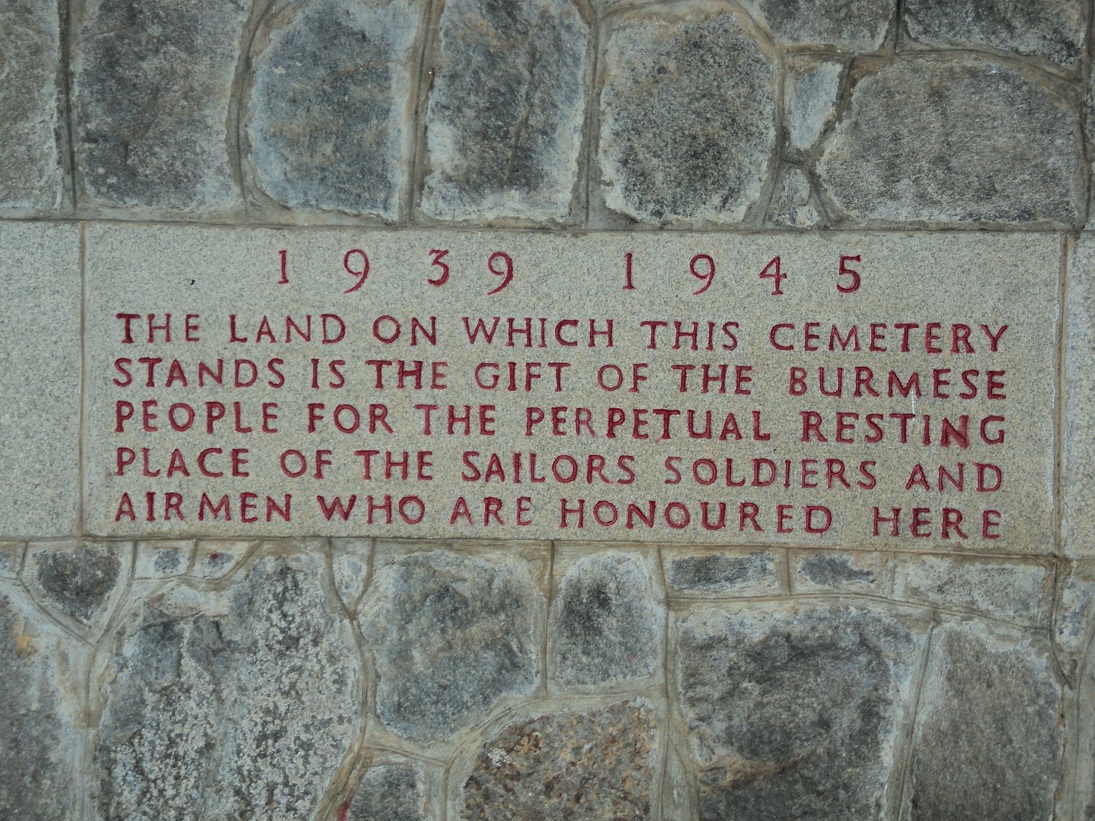 1939 1945
THE LAND ON WHICH THIS CEMETERY
STANDS IS THE GIFT OF THE BURMESE
PEOPLE FOR THE PERPETUAL RESTING
PLACE OF THE SAILORS SOLDIERS AND
AIRMEN WHO ARE HONOURED HERE